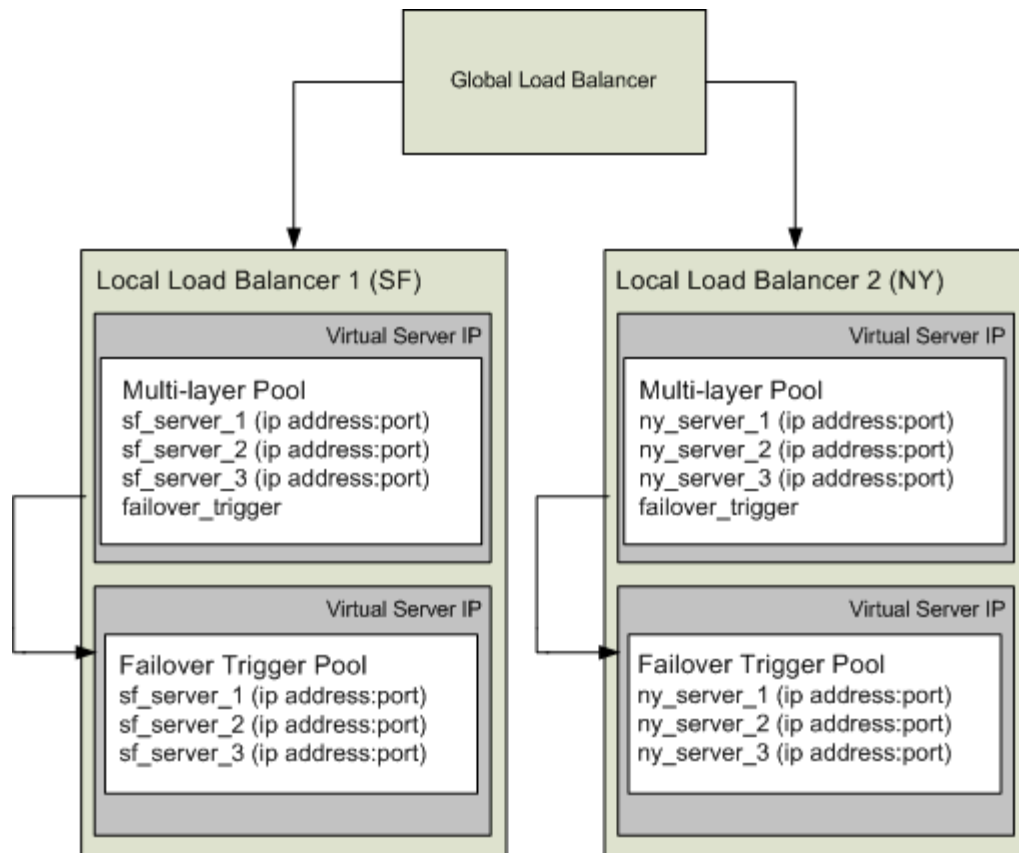 Global Load Balancer
Local Load Balancer 1 (SF)
Virtual Server IP
Multi-layer Pool
sf_server_1 (ip address:port)
sf_server_2 (ip address:port)
sf_server_3 (ip address:port)
failover_trigger
Virtual Server IP
Failover Trigger Pool
sf_server_1 (ip address:port)
sf_server_2 (ip address:port)
sf_server_3 (ip address:port)
Local Load Balancer 2 (NY)
Virtual Server IP
Multi-layer Pool
ny_server_1 (ip address:port)
ny_server_2 (ip address:port)
ny_server_3 (ip address:port)
failover_trigger
Virtual Server IP
Failover Trigger Pool
ny_server_1 (ip address:port)
ny_server_2 (ip address:port)
ny_server_3 (ip address:port)